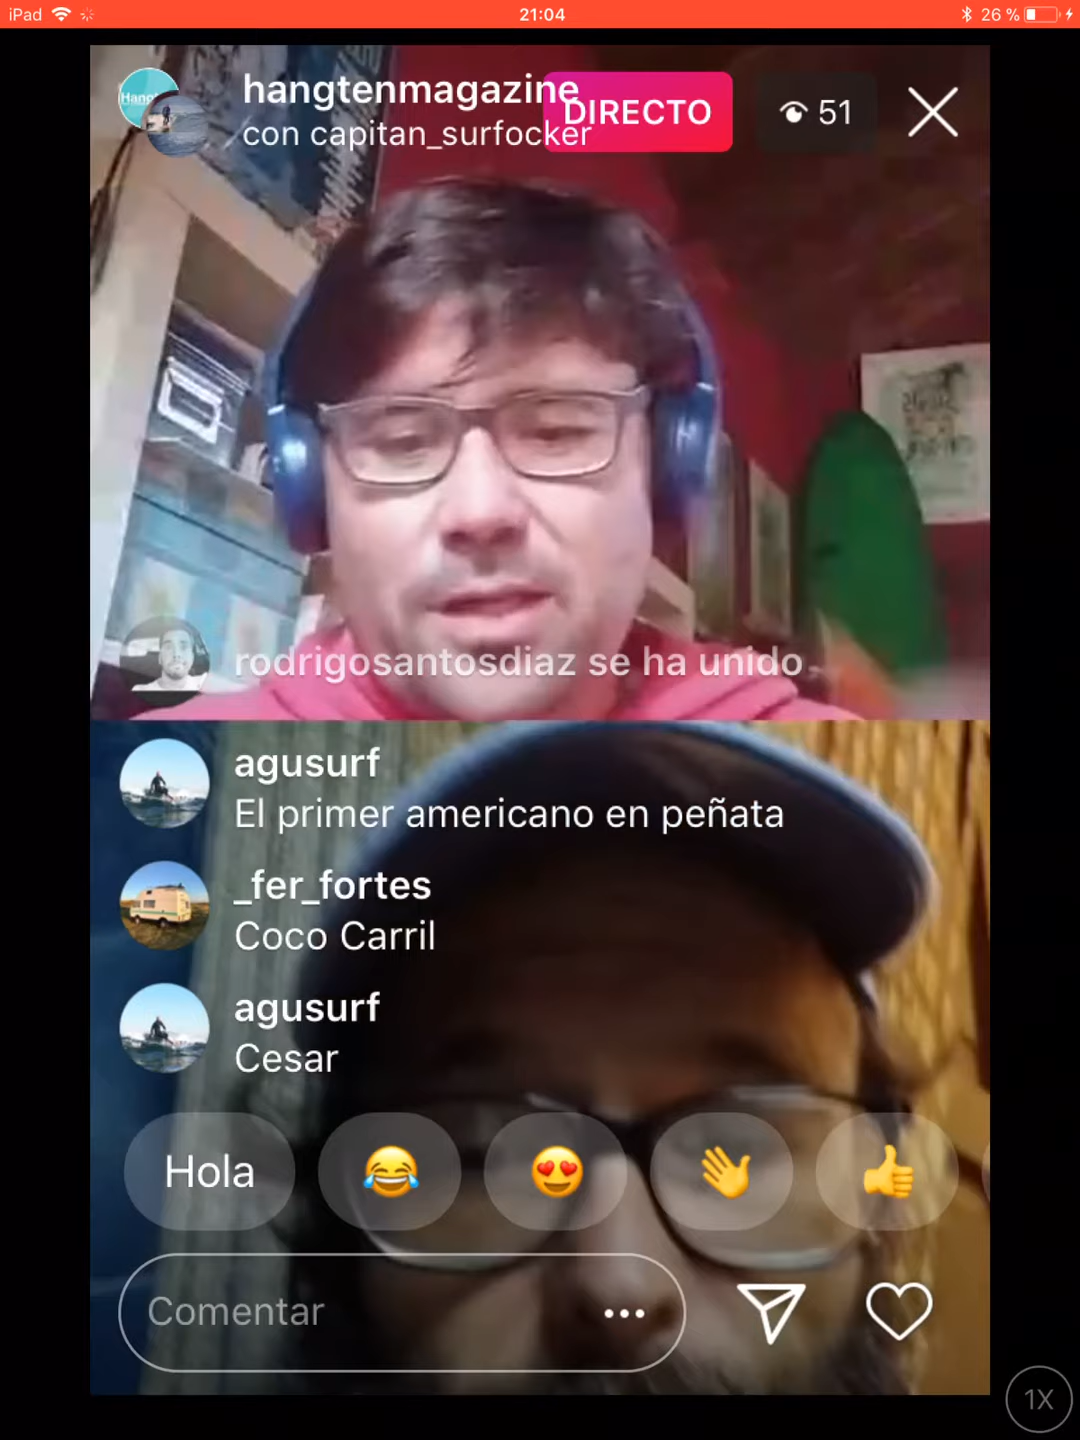 iPad
21:04
26 %
hangtenmagazine
con capitan_surfocker
DIRECTO
51
rodrigosantosdiaz se ha unido.
agusurf
El primer americano en peñata
_fer_fortes
Coco Carril
agusurf
Cesar
Hola
Comentar
1X